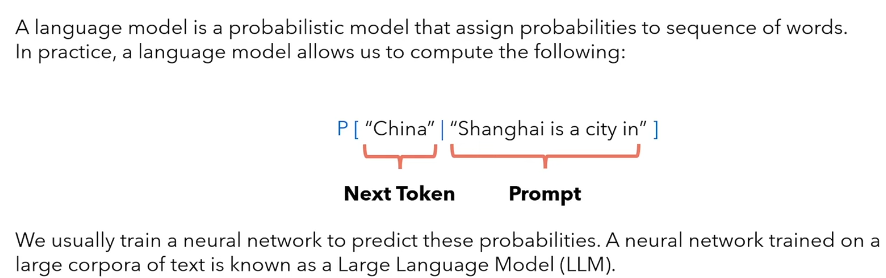 A language model is a probabilistic model that assign probabilities to sequence of words.
In practice, a language model allows us to compute the following:
P [ “China” | “Shanghai is a city in” ]
Next Token Prompt
We usually train a neural network to predict these probabilities. A neural network trained on a
large corpora of text is known as a Large Language Model (LLM).